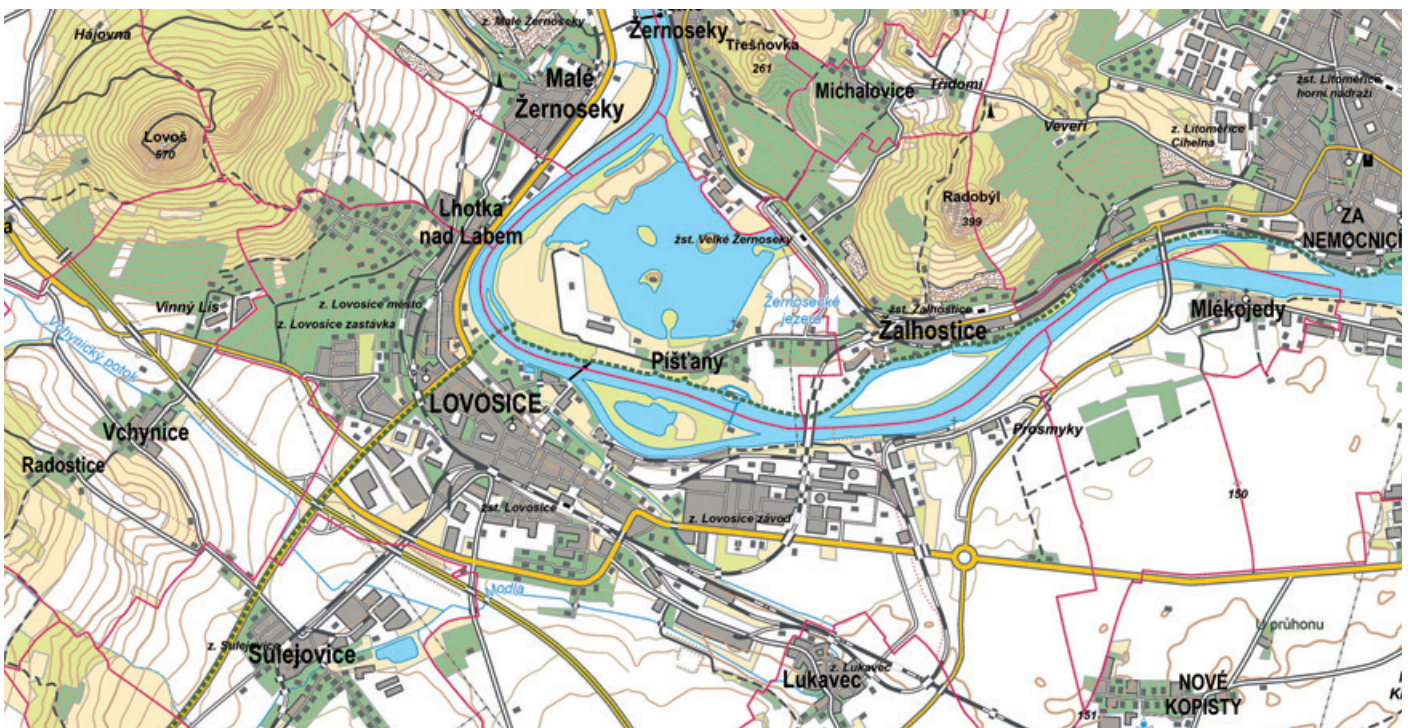 z. Malé Žernoseky
Žernoseky
Hájovna
Třešňovka
261
Malé
Žernoseky
Michalovice
Třídomí
žst. Litoměřice
horní nádraží
Veveří
z. Litoměřice
Cihelna
Lovoš
570
Radobýl
399
Lhotka
nad Labem
žst. Velké Žernoseky
ZA
NEMOCNICÍ
a
Vinný Lis
z. Lovosice město
z. Lovosice zastávka
Žernosecké
jezero
žst. Žalhostice
Žalhostice
Mlékojedy
Vchynický potok
Píšťany
LOVOSICE
Vchynice
Radostice
Prosmyky
150
žst. Lovosice
z. Lovosice závod
Modla
z. Sulejovice
Sulejovice
U průhonu
z. Lukavec
Lukavec
NOVÉ
KOPISTY
151